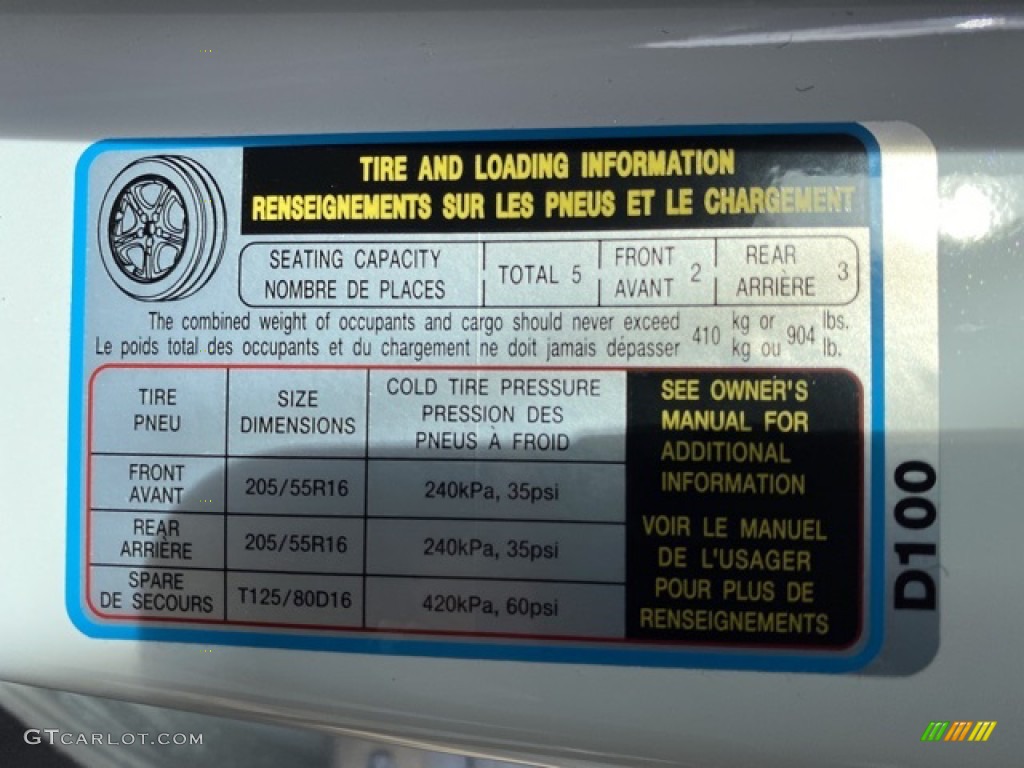 TIRE AND LOADING INFORMATION
RENSEIGNEMENTS SUR LES PNEUS ET LE CHARGEMENT
SEATING CAPACITY
NOMBRE DE PLACES
TOTAL 5
FRONT
AVANT
2
REAR
ARRIÈRE
3
The combined weight of occupants and cargo should never exceed 410 kg or 904 lbs.
Le poids total des occupants et du chargement ne doit jamais dépasser 410 kg ou 904 lb.
TIRE
PNEU
SIZE
DIMENSIONS
COLD TIRE PRESSURE
PRESSION DES
PNEUS À FROID
FRONT
AVANT
205/55R16
240kPa, 35psi
REAR
ARRIÈRE
205/55R16
240kPa, 35psi
SPARE
DE SECOURS
T125/80D16
420kPa, 60psi
SEE OWNER'S
MANUAL FOR
ADDITIONAL
INFORMATION
VOIR LE MANUEL
DE L'USAGER
POUR PLUS DE
RENSEIGNEMENTS
D100
GTCARLOT.COM